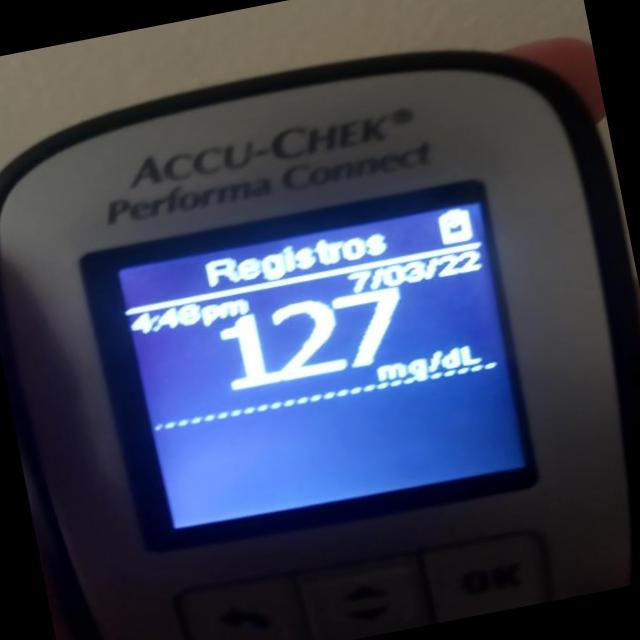 ACCU-CHEK®
Performa Connect
Registros
7/03/22
4:48pm
127
mg/dL
OK